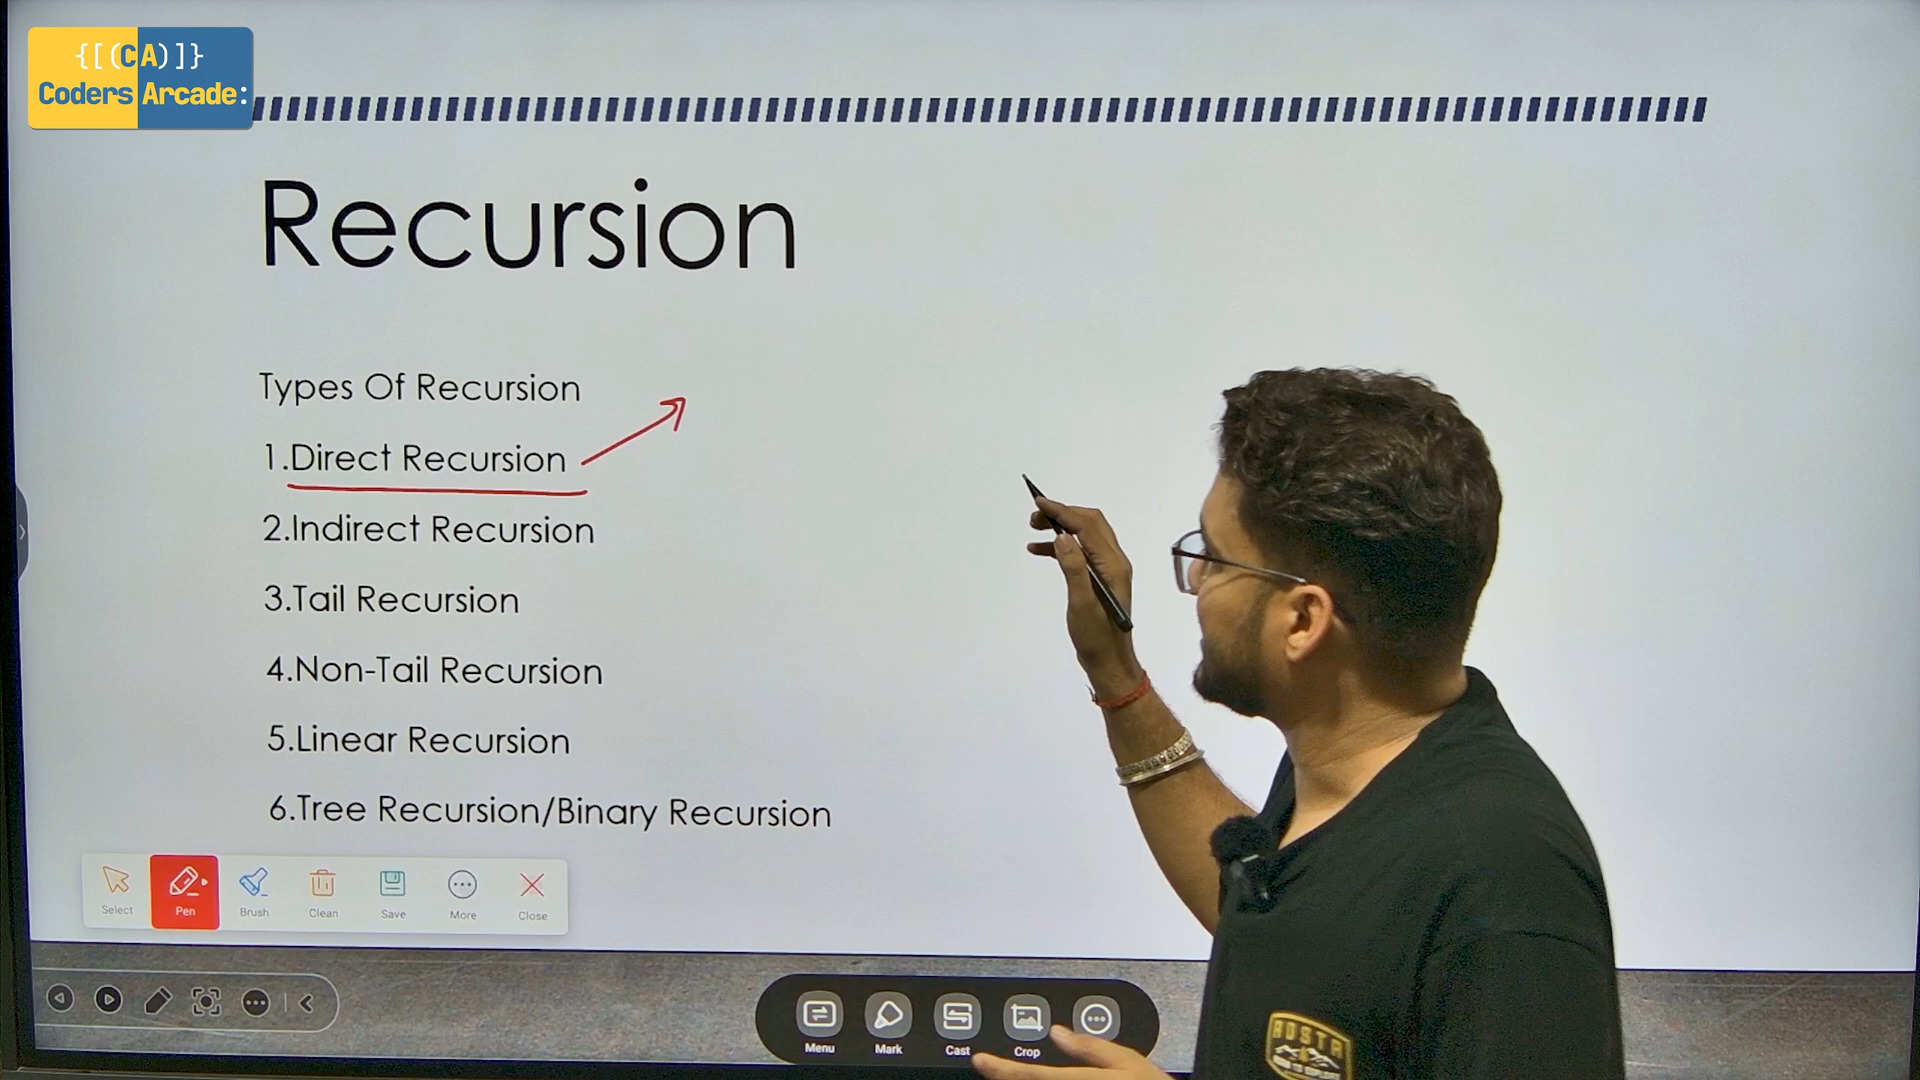 {[(CA)]}
Coders Arcade:
Recursion
Types Of Recursion
1.Direct Recursion
2.Indirect Recursion
3.Tail Recursion
4.Non-Tail Recursion
5.Linear Recursion
6.Tree Recursion/Binary Recursion
Select Pen Brush Clean Save More Close
Menu Mark Cast Crop